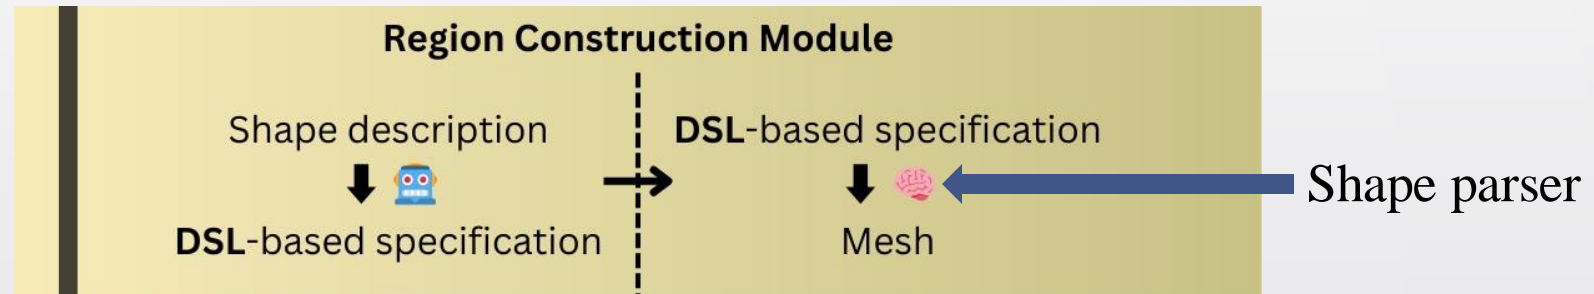 Region Construction Module
Shape description
DSL-based specification
DSL-based specification
Mesh
Shape parser